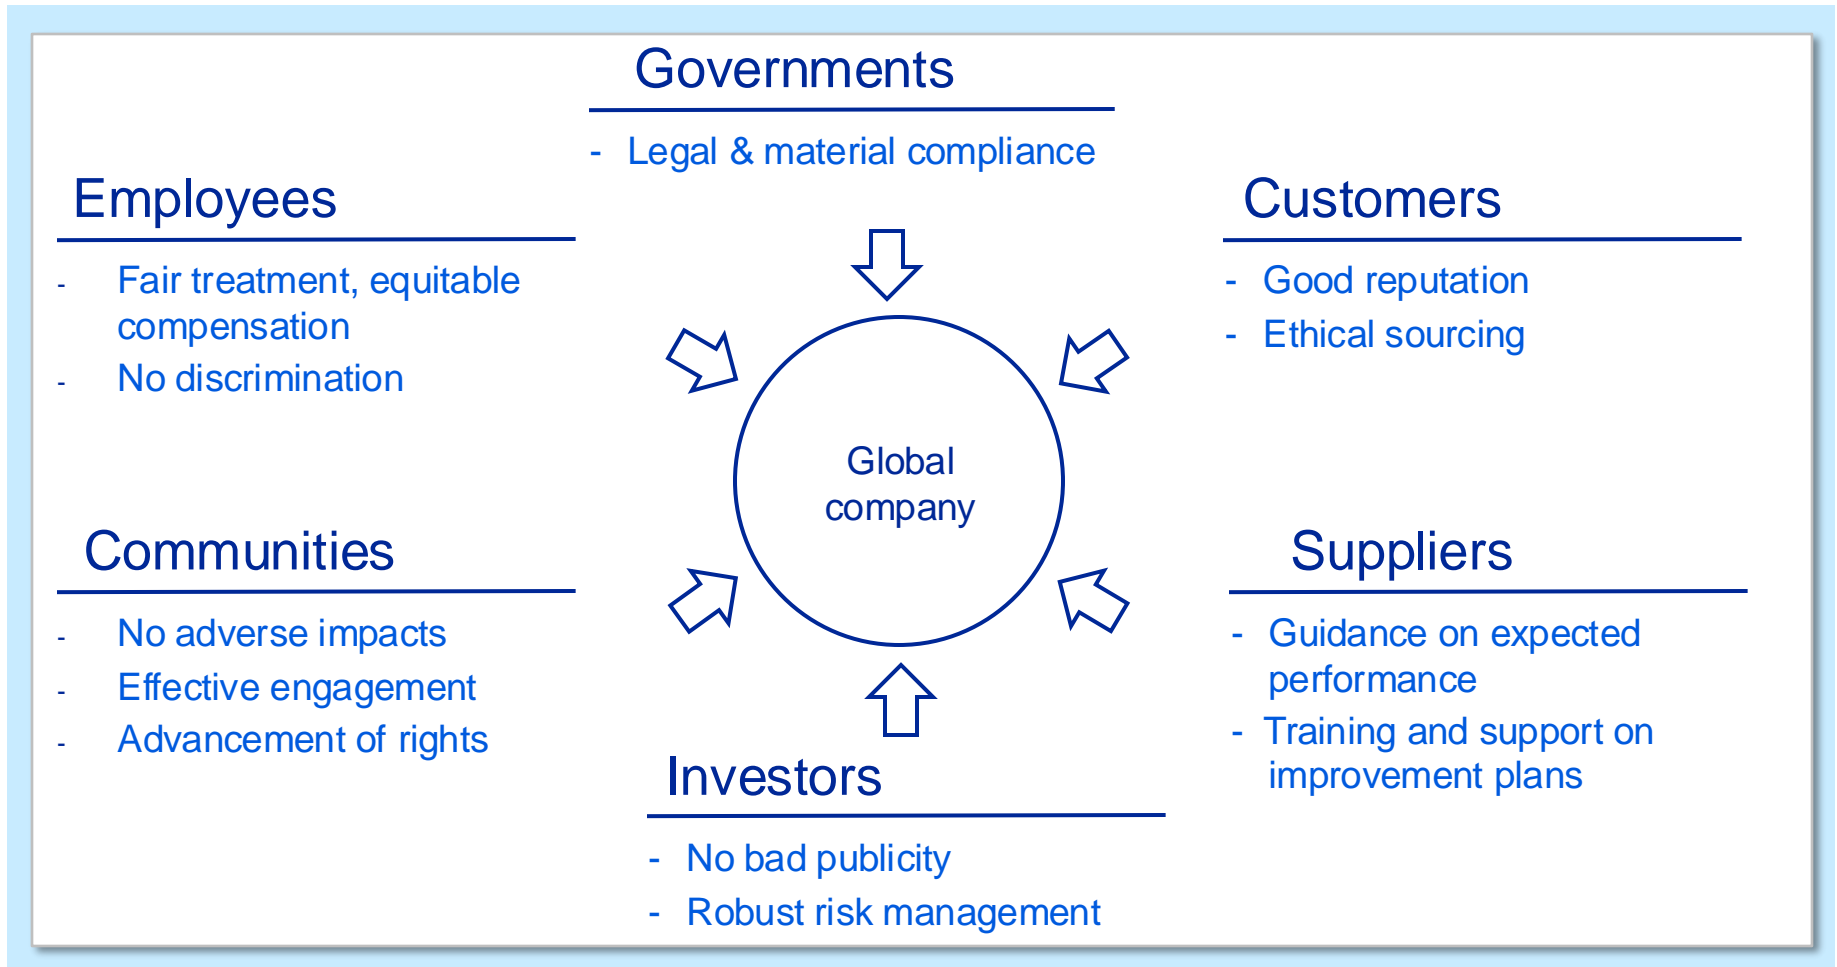 Governments
- Legal & material compliance
Employees
- Fair treatment, equitable
compensation
- No discrimination
Customers
- Good reputation
- Ethical sourcing
Global
company
Communities
- No adverse impacts
- Effective engagement
- Advancement of rights
Suppliers
- Guidance on expected
performance
- Training and support on
improvement plans
Investors
- No bad publicity
- Robust risk management